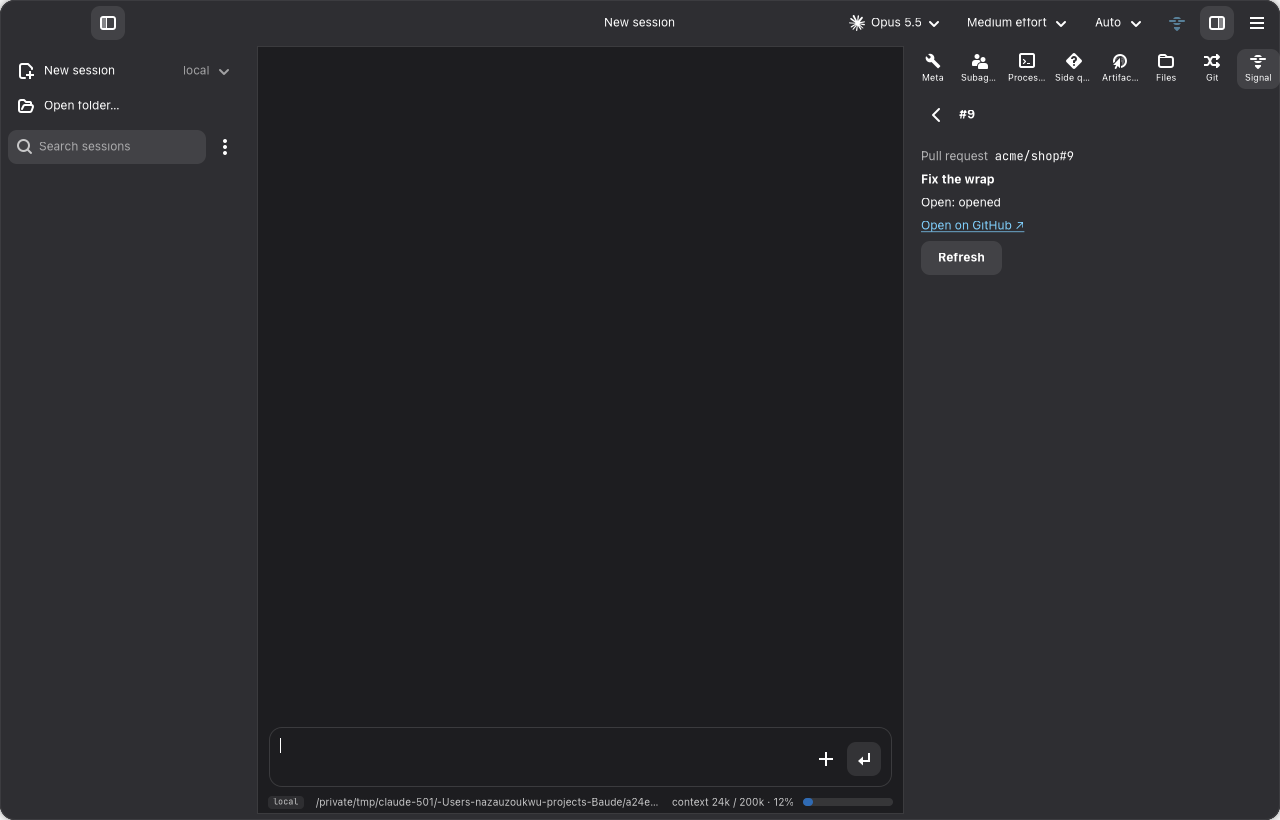 New session
Opus 5.5
Medium effort
Auto
New session
local
Open folder...
Search sessions
Meta
Subag...
Proces...
Side q...
Artifac...
Files
Git
Signal
#9
Pull request acme/shop#9
Fix the wrap
Open: opened
Open on GitHub ↗
Refresh
local
/private/tmp/claude-501/-Users-nazauzoukwu-projects-Baude/a24e...
context 24k / 200k · 12%